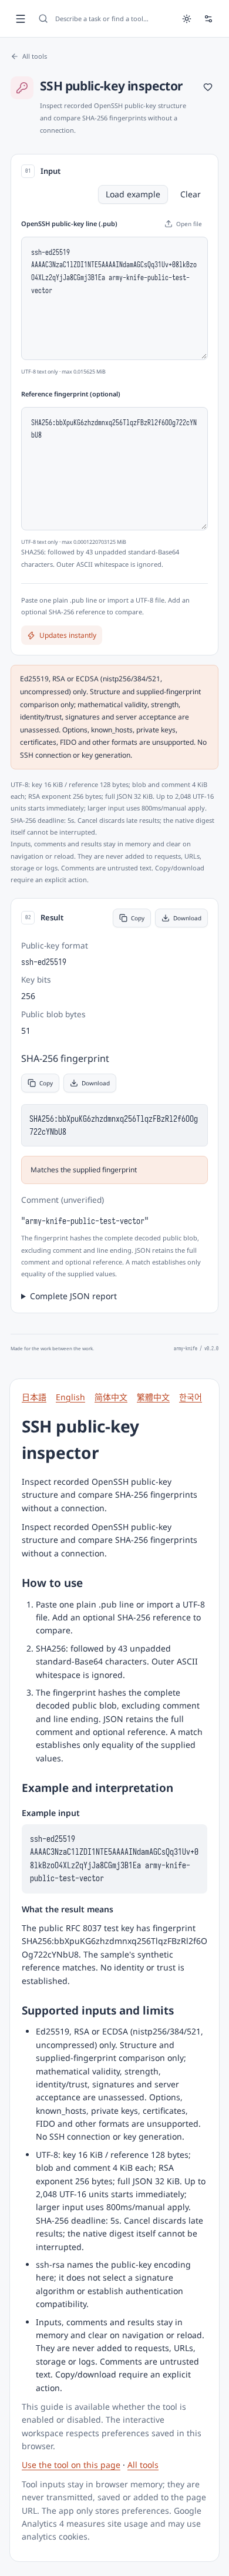 Describe a task or find a tool...
All tools
SSH public-key inspector
Inspect recorded OpenSSH public-key structure
and compare SHA-256 fingerprints without a
connection.
01 Input
Load example Clear
OpenSSH public-key line (.pub) Open file
ssh-ed25519
AAAAC3NzaC1lZDI1NTE5AAAAINdamAGCsQq31Uv+08lkBzo
O4XLz2qYjJa8CGmj3B1Ea army-knife-public-test-
vector
UTF-8 text only · max 0.015625 MiB
Reference fingerprint (optional)
SHA256:bbXpuKG6zhzdmnxq256TlqzFBzRl2f6OOg722cYN
bU8
UTF-8 text only · max 0.0001220703125 MiB
SHA256: followed by 43 unpadded standard-Base64
characters. Outer ASCII whitespace is ignored.
Paste one plain .pub line or import a UTF-8 file. Add an
optional SHA-256 reference to compare.
Updates instantly
Ed25519, RSA or ECDSA (nistp256/384/521,
uncompressed) only. Structure and supplied-fingerprint
comparison only; mathematical validity, strength,
identity/trust, signatures and server acceptance are
unassessed. Options, known_hosts, private keys,
certificates, FIDO and other formats are unsupported. No
SSH connection or key generation.
UTF-8: key 16 KiB / reference 128 bytes; blob and comment 4 KiB
each; RSA exponent 256 bytes; full JSON 32 KiB. Up to 2,048 UTF-16
units starts immediately; larger input uses 800ms/manual apply.
SHA-256 deadline: 5s. Cancel discards late results; the native digest
itself cannot be interrupted.
Inputs, comments and results stay in memory and clear on
navigation or reload. They are never added to requests, URLs,
storage or logs. Comments are untrusted text. Copy/download
require an explicit action.
02 Result Copy Download
Public-key format
ssh-ed25519
Key bits
256
Public blob bytes
51
SHA-256 fingerprint
Copy Download
SHA256:bbXpuKG6zhzdmnxq256TlqzFBzRl2f6OOg
722cYNbU8
Matches the supplied fingerprint
Comment (unverified)
"army-knife-public-test-vector"
The fingerprint hashes the complete decoded public blob,
excluding comment and line ending. JSON retains the full
comment and optional reference. A match establishes only
equality of the supplied values.
Complete JSON report
Made for the work between the work. army-knife / v0.2.0
日本語 English 简体中文 繁體中文 한국어
SSH public-key
inspector
Inspect recorded OpenSSH public-key
structure and compare SHA-256 fingerprints
without a connection.
Inspect recorded OpenSSH public-key
structure and compare SHA-256 fingerprints
without a connection.
How to use
1. Paste one plain .pub line or import a UTF-8
file. Add an optional SHA-256 reference to
compare.
2. SHA256: followed by 43 unpadded
standard-Base64 characters. Outer ASCII
whitespace is ignored.
3. The fingerprint hashes the complete
decoded public blob, excluding comment
and line ending. JSON retains the full
comment and optional reference. A match
establishes only equality of the supplied
values.
Example and interpretation
Example input
ssh-ed25519
AAAAC3NzaC1lZDI1NTE5AAAAINdamAGCsQq31Uv+0
8lkBzoO4XLz2qYjJa8CGmj3B1Ea army-knife-
public-test-vector
What the result means
The public RFC 8037 test key has fingerprint
SHA256:bbXpuKG6zhzdmnxq256TlqzFBzRl2f6O
Og722cYNbU8. The sample's synthetic
reference matches. No identity or trust is
established.
Supported inputs and limits
• Ed25519, RSA or ECDSA (nistp256/384/521,
uncompressed) only. Structure and
supplied-fingerprint comparison only;
mathematical validity, strength,
identity/trust, signatures and server
acceptance are unassessed. Options,
known_hosts, private keys, certificates,
FIDO and other formats are unsupported.
No SSH connection or key generation.
• UTF-8: key 16 KiB / reference 128 bytes;
blob and comment 4 KiB each; RSA
exponent 256 bytes; full JSON 32 KiB. Up to
2,048 UTF-16 units starts immediately;
larger input uses 800ms/manual apply.
SHA-256 deadline: 5s. Cancel discards late
results; the native digest itself cannot be
interrupted.
• ssh-rsa names the public-key encoding
here; it does not select a signature
algorithm or establish authentication
compatibility.
• Inputs, comments and results stay in
memory and clear on navigation or reload.
They are never added to requests, URLs,
storage or logs. Comments are untrusted
text. Copy/download require an explicit
action.
This guide is available whether the tool is
enabled or disabled. The interactive
workspace respects preferences saved in this
browser.
Use the tool on this page · All tools
Tool inputs stay in browser memory; they are
never transmitted, saved or added to the page
URL. The app only stores preferences. Google
Analytics 4 measures site usage and may use
analytics cookies.